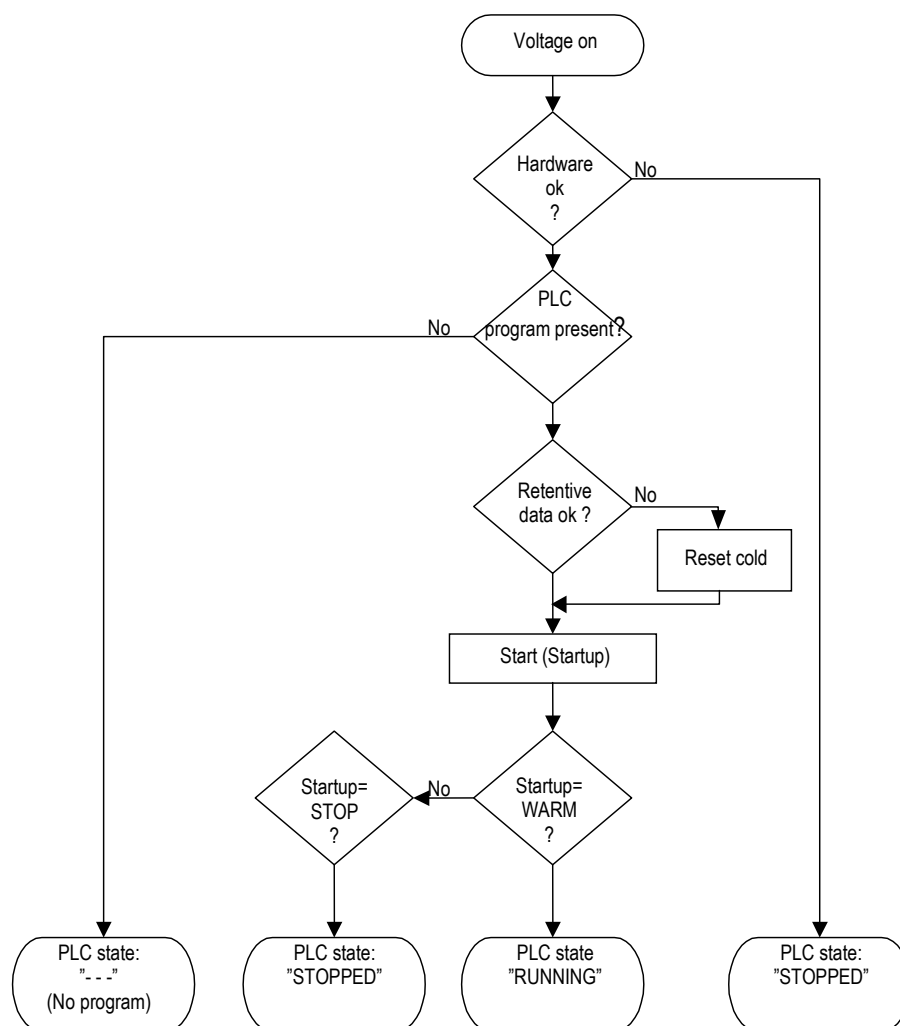 Voltage on
Hardware
ok
?
No
PLC
program present?
No
Retentive
data ok ?
No
Reset cold
Start (Startup)
Startup=
STOP
?
No
Startup=
WARM
?
PLC state:
"- - -"
(No program)
PLC state:
"STOPPED"
PLC state
"RUNNING"
PLC state:
"STOPPED"